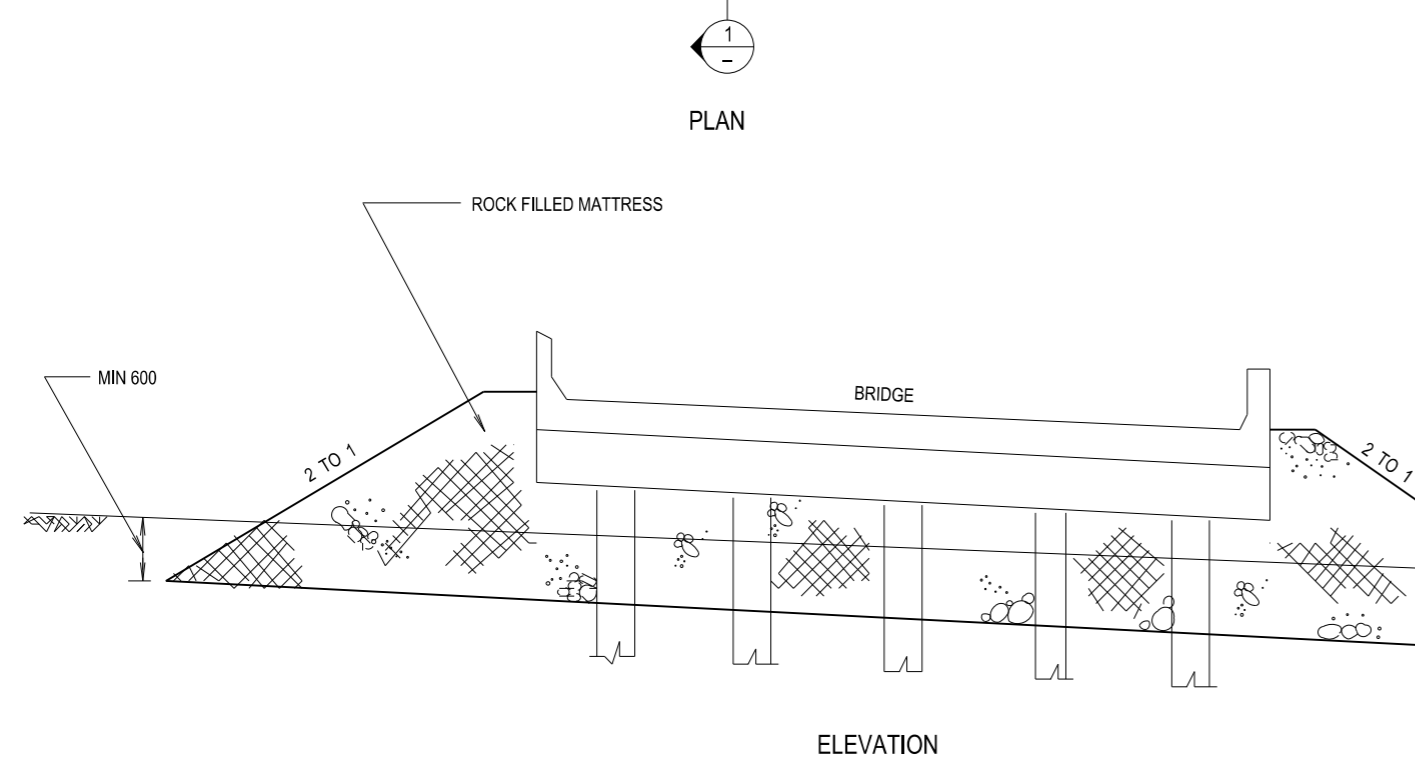 1
–
PLAN
ROCK FILLED MATTRESS
MIN 600
BRIDGE
2 TO 1
2 TO 1
ELEVATION